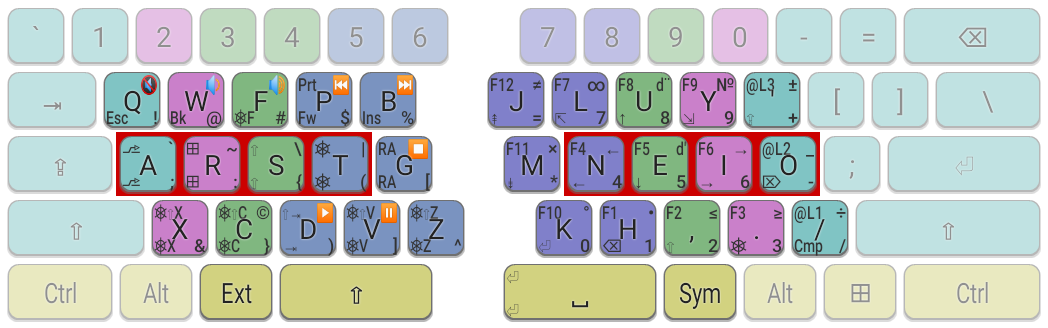 ` 1 2 3 4 5 6 7 8 9 0 - = ⌫
⇥ Q Esc ! W Bk @ F ⎈F # Prt P Fw $ B Ins % F12 ≠ J ⇞ = F7 ∞ L ⇱ 7 F8 d¨ U ↑ 8 F9 № Y ⇲ 9 @L3 ± ; ⇧ + [ ] \
⇪ A ` ; R ~ : ⇧ \ S ⇧ { ⎈ | T ⎈ ( RA G RA [ F11 × M ⇟ * F4 ← N ← 4 F5 d' E ↓ 5 F6 → I → 6 @L2 _ O ⌦ - ; ⏎
⇧ ⎈⇧X X ⎈X & ⎈⇧C © C ⎈C } ⇧⇥ D ⇥ ) ⎈⇧V V ⎈V ] ⎈⇧Z Z ⎈Z ^ F10 ° K ⏎ 0 F1 • H ⌫ 1 F2 ≤ , ⇧ 2 F3 ≥ . ⎈ 3 @L1 ÷ / Cmp / ⇧
Ctrl Alt Ext ⇧ ⏎ ⏎ ␣ Sym Alt ⊞ Ctrl